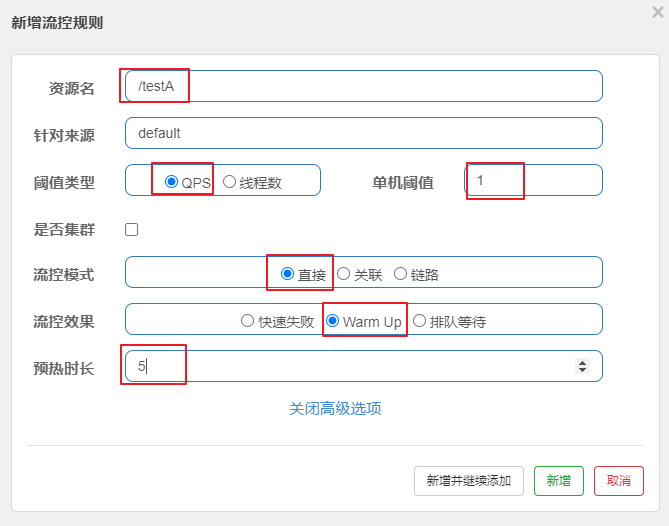 新增流控规则
资源名 /testA
针对来源 default
阈值类型 QPS 线程数 单机阈值 1
是否集群
流控模式 直接 关联 链路
流控效果 快速失败 Warm Up 排队等待
预热时长 5
关闭高级选项
新增并继续添加 新增 取消